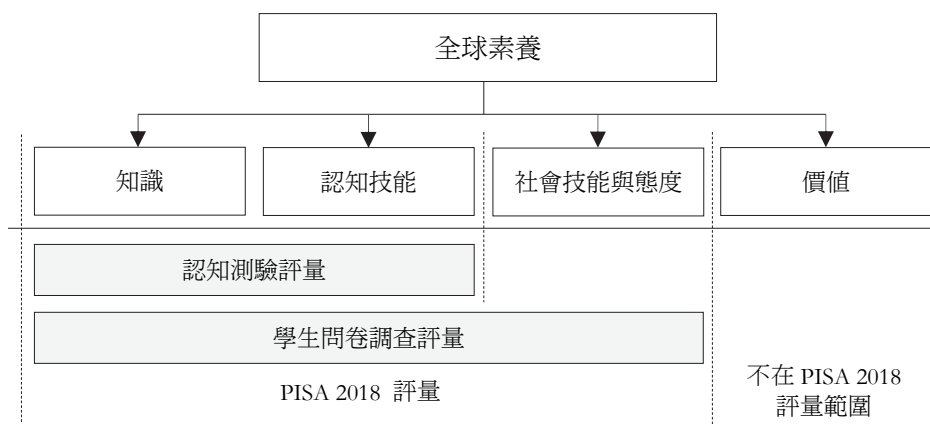 全球素養
知識
認知技能
社會技能與態度
價值
認知測驗評量
學生問卷調查評量
PISA 2018 評量
不在 PISA 2018
評量範圍